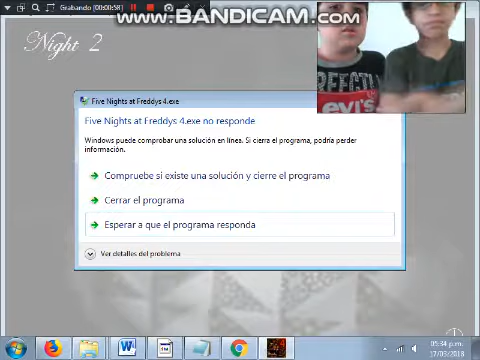 Grabando [00:00:58]
WWW.BANDICAM.COM
Night 2
PERFECTLY
Levi's
Five Nights at Freddys 4.exe
Five Nights at Freddys 4.exe no responde
Windows puede comprobar una solución en línea. Si cierra el programa, podría perder
información.
Compruebe si existe una solución y cierre el programa
Cerrar el programa
Esperar a que el programa responda
Ver detalles del problema
05:34 p.m.
17/03/2018